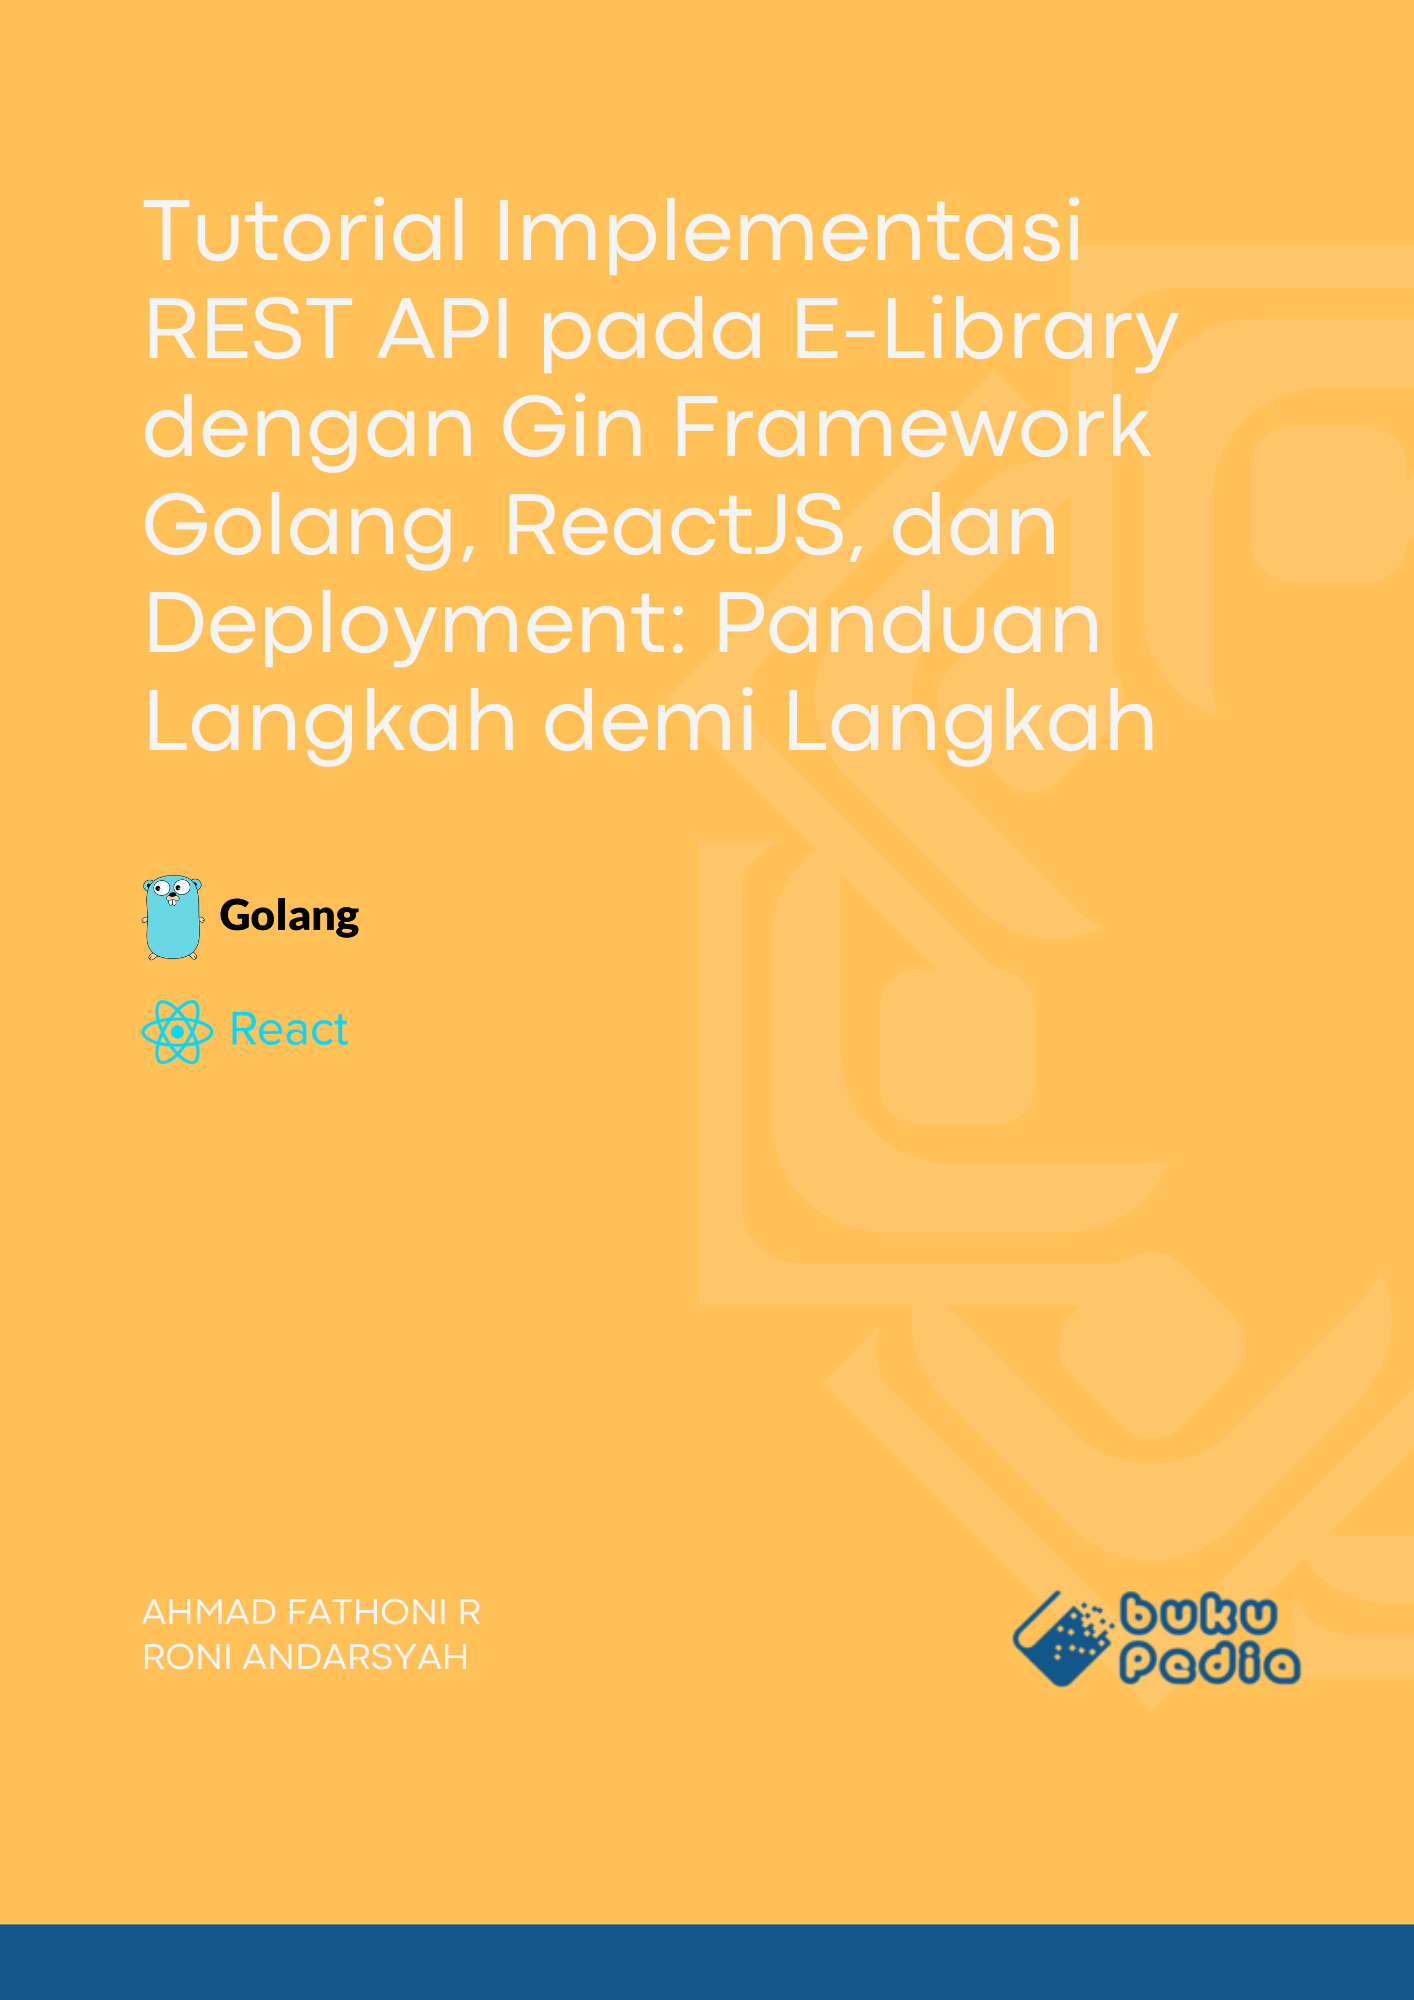 Tutorial Implementasi
REST API pada E-Library
dengan Gin Framework
Golang, ReactJS, dan
Deployment: Panduan
Langkah demi Langkah
Golang
React
AHMAD FATHONI R
RONI ANDARSYAH
buku
Pedia